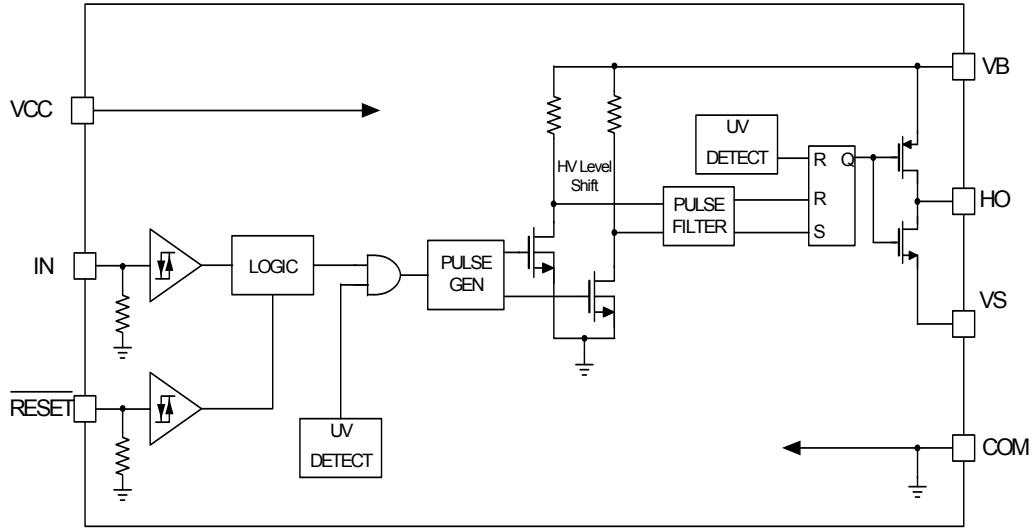 VCC
IN
RESET
LOGIC
UV
DETECT
PULSE
GEN
HV Level
Shift
UV
DETECT
PULSE
FILTER
R
Q
R
S
VB
HO
VS
COM